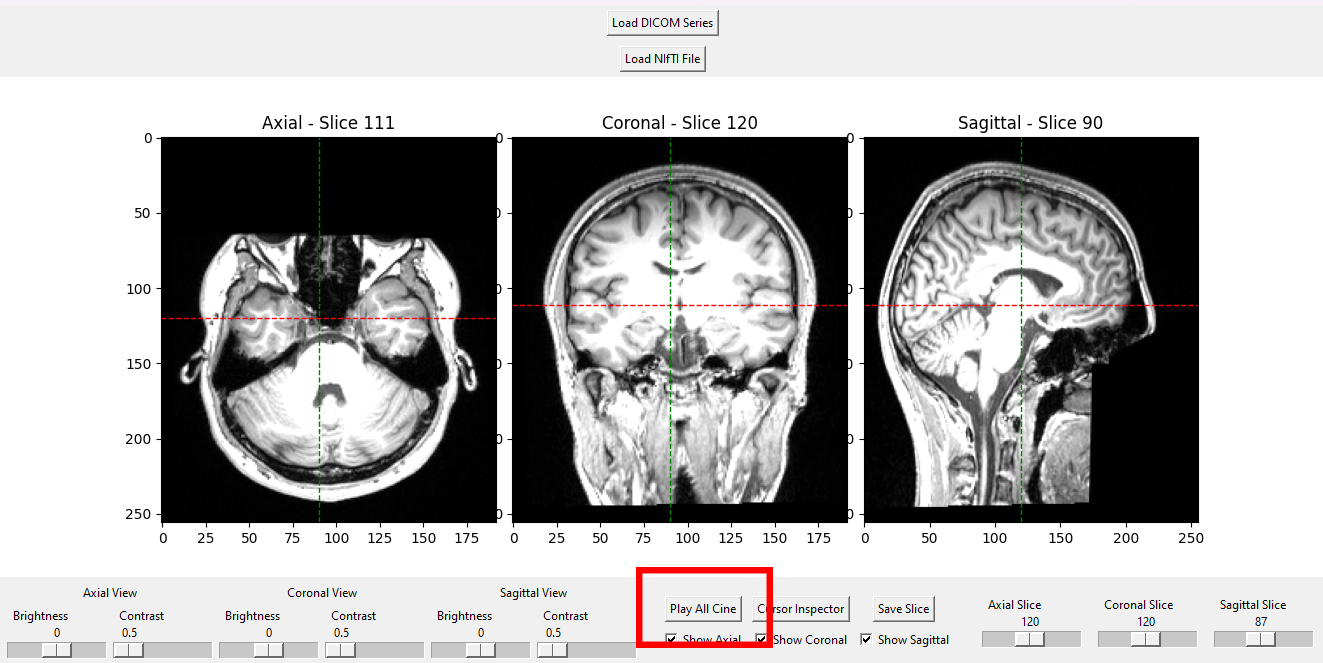 Load DICOM Series
Load NIfTI File
Axial - Slice 111
Coronal - Slice 120
Sagittal - Slice 90
0
50
100
150
200
250
0 25 50 75 100 125 150 175
0 25 50 75 100 125 150 175
0 50 100 150 200 250
Axial View
Brightness Contrast
0 0.5
Coronal View
Brightness Contrast
0 0.5
Sagittal View
Brightness Contrast
0 0.5
Play All Cine Cursor Inspector Save Slice
Show Axial Show Coronal Show Sagittal
Axial Slice Coronal Slice Sagittal Slice
120 120 87